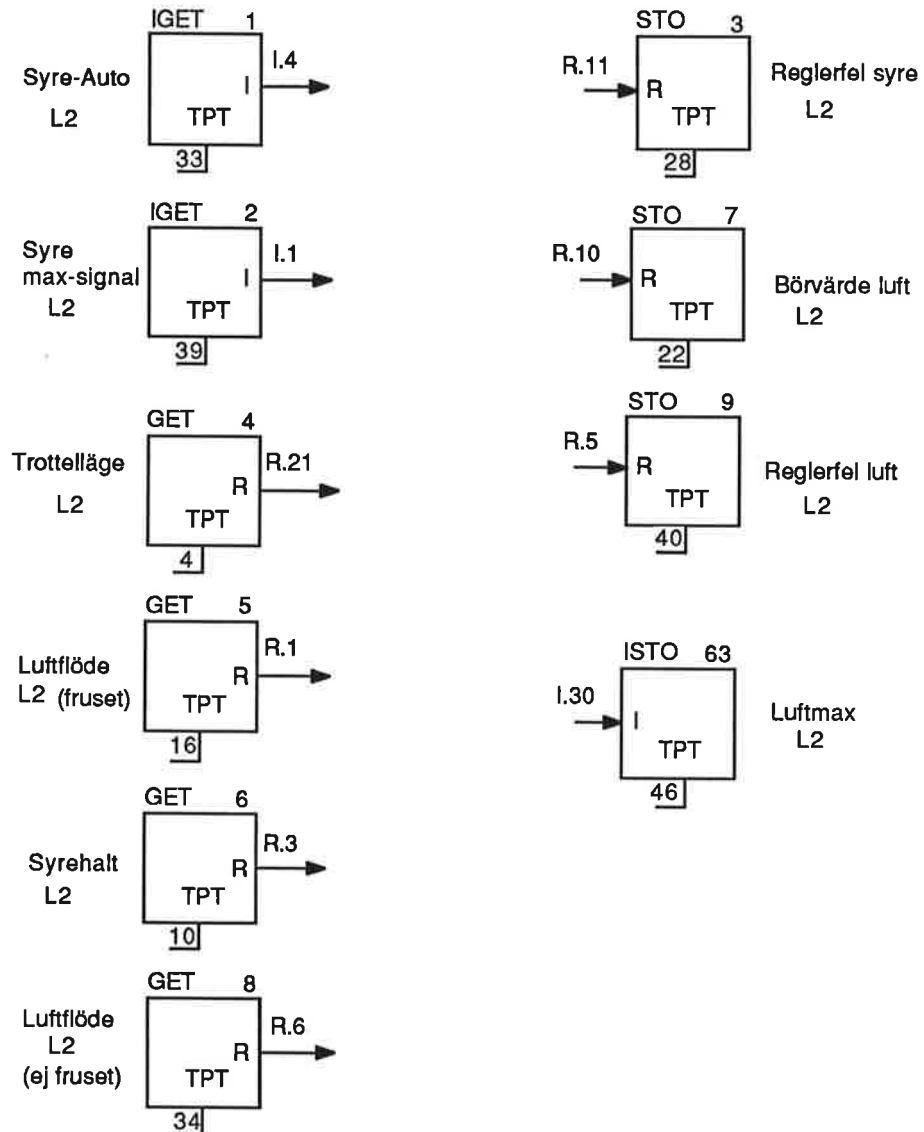 IGET 1
Syre-Auto
L2
I
I.4
TPT
33
IGET 2
Syre
max-signal
L2
I
I.1
TPT
39
GET 4
Trottelläge
L2
R
R.21
TPT
4
GET 5
Luftflöde
L2 (fruset)
R
R.1
TPT
16
GET 6
Syrehalt
L2
R
R.3
TPT
10
GET 8
Luftflöde
L2
(ej fruset)
R
R.6
TPT
34
STO 3
R.11
R
TPT
28
Reglerfel syre
L2
STO 7
R.10
R
TPT
22
Börvärde luft
L2
STO 9
R.5
R
TPT
40
Reglerfel luft
L2
ISTO 63
I.30
I
TPT
46
Luftmax
L2